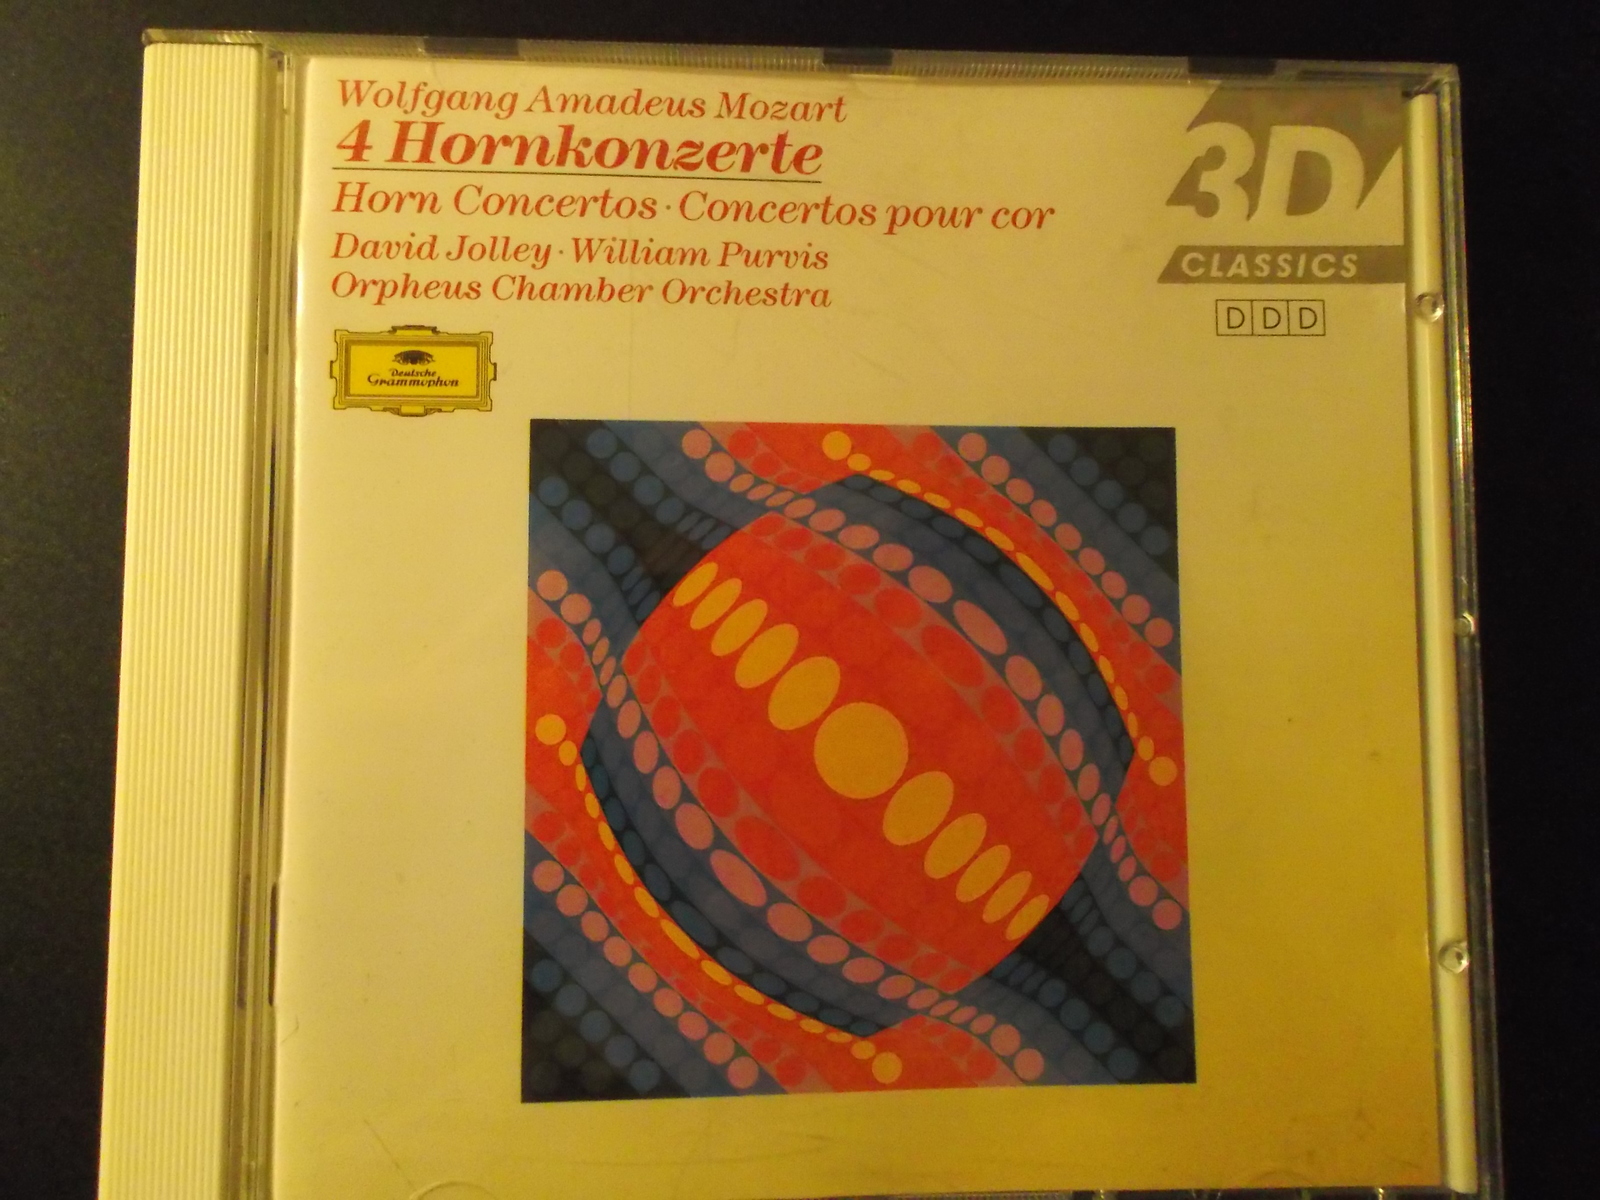 Wolfgang Amadeus Mozart
4 Hornkonzerte
Horn Concertos · Concertos pour cor
David Jolley · William Purvis
Orpheus Chamber Orchestra
Deutsche
Grammophon
3D
CLASSICS
DDD